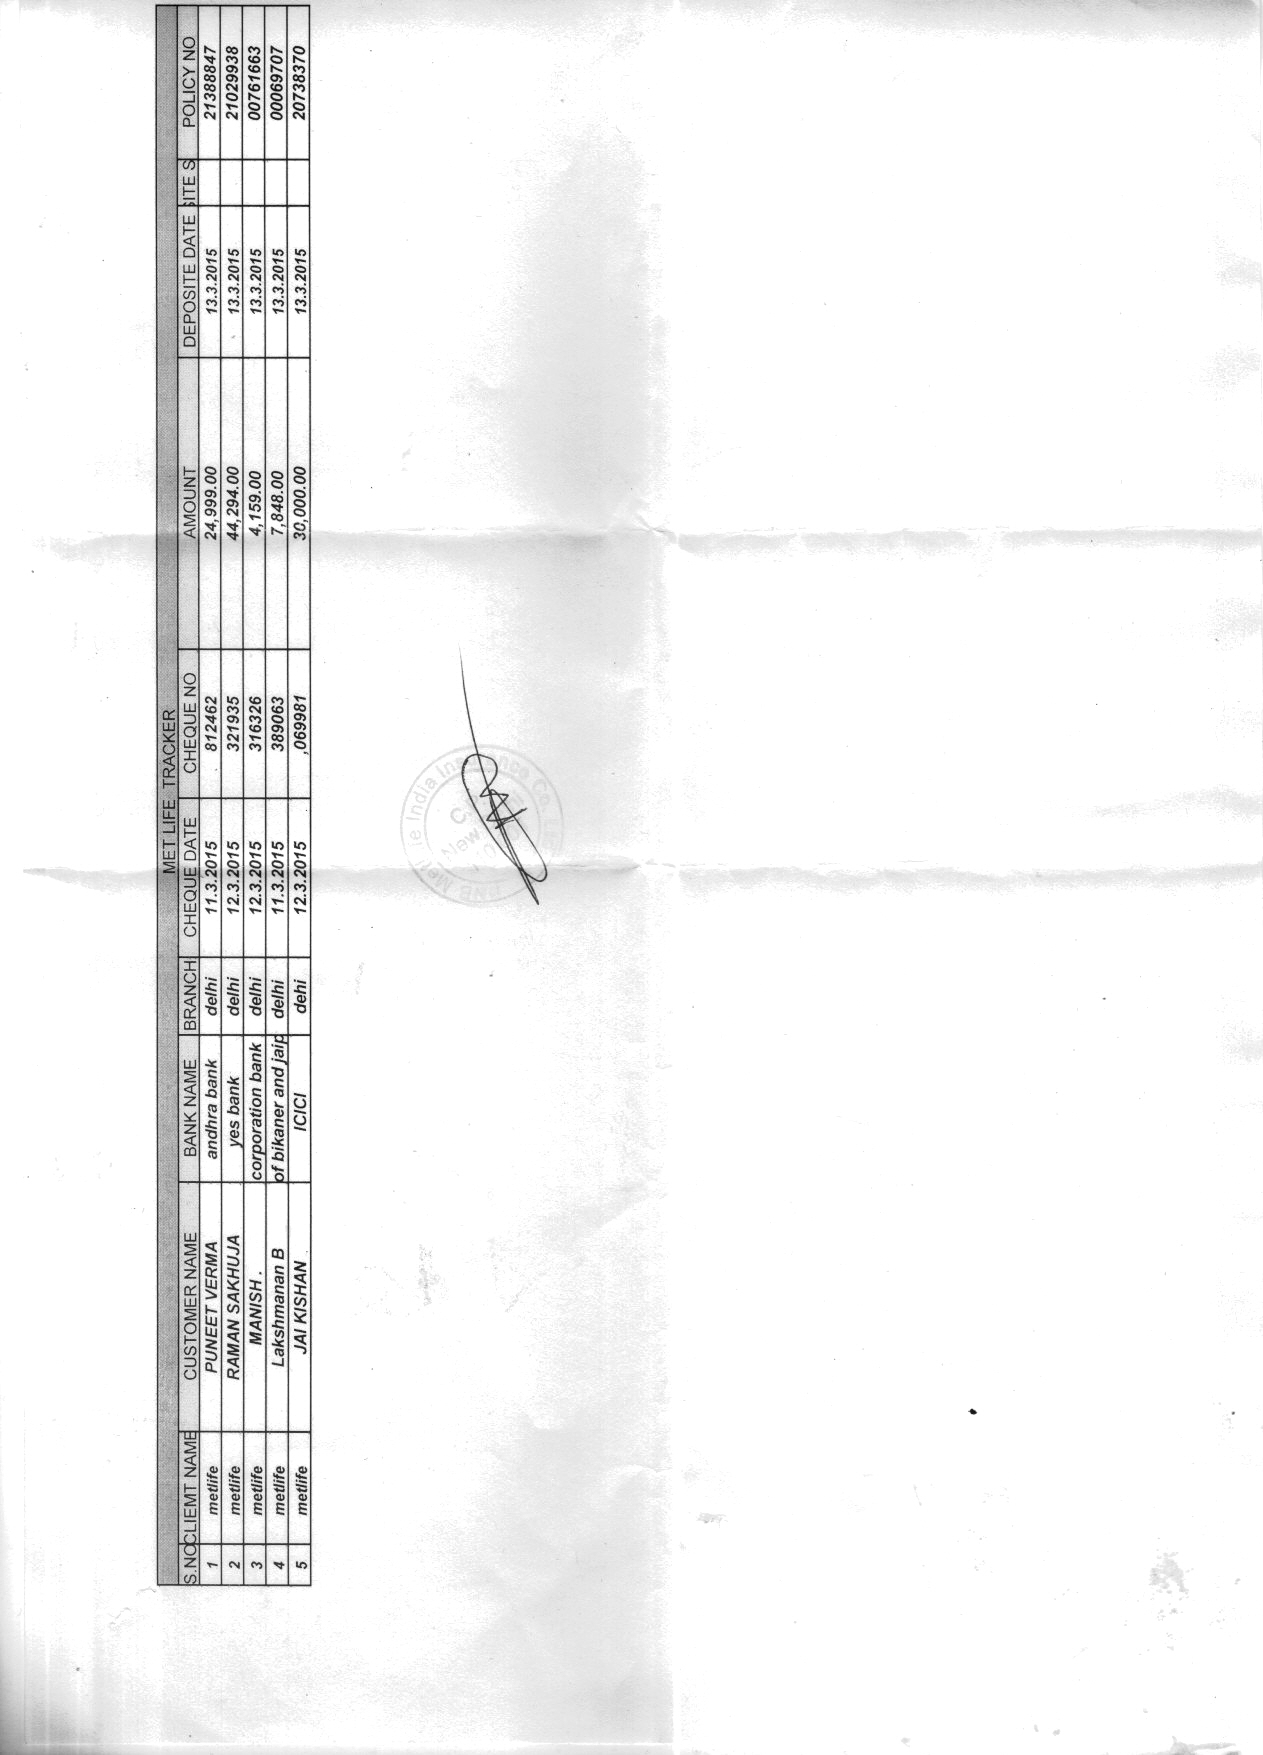 MET LIFE TRACKER
S.NO CLIEMT NAME CUSTOMER NAME BANK NAME BRANCH CHEQUE DATE CHEQUE NO AMOUNT DEPOSITE DATE SITE S POLICY NO
1 metlife PUNEET VERMA andhra bank delhi 11.3.2015 812462 24,999.00 13.3.2015 21388847
2 metlife RAMAN SAKHUJA yes bank delhi 12.3.2015 321935 44,294.00 13.3.2015 21029938
3 metlife MANISH . corporation bank delhi 12.3.2015 316326 4,159.00 13.3.2015 00761663
4 metlife Lakshmanan B of bikaner and jaip delhi 11.3.2015 389063 7,848.00 13.3.2015 00069707
5 metlife JAI KISHAN ICICI dehi 12.3.2015 ,069981 30,000.00 13.3.2015 20738370
India Insurance Co.
New